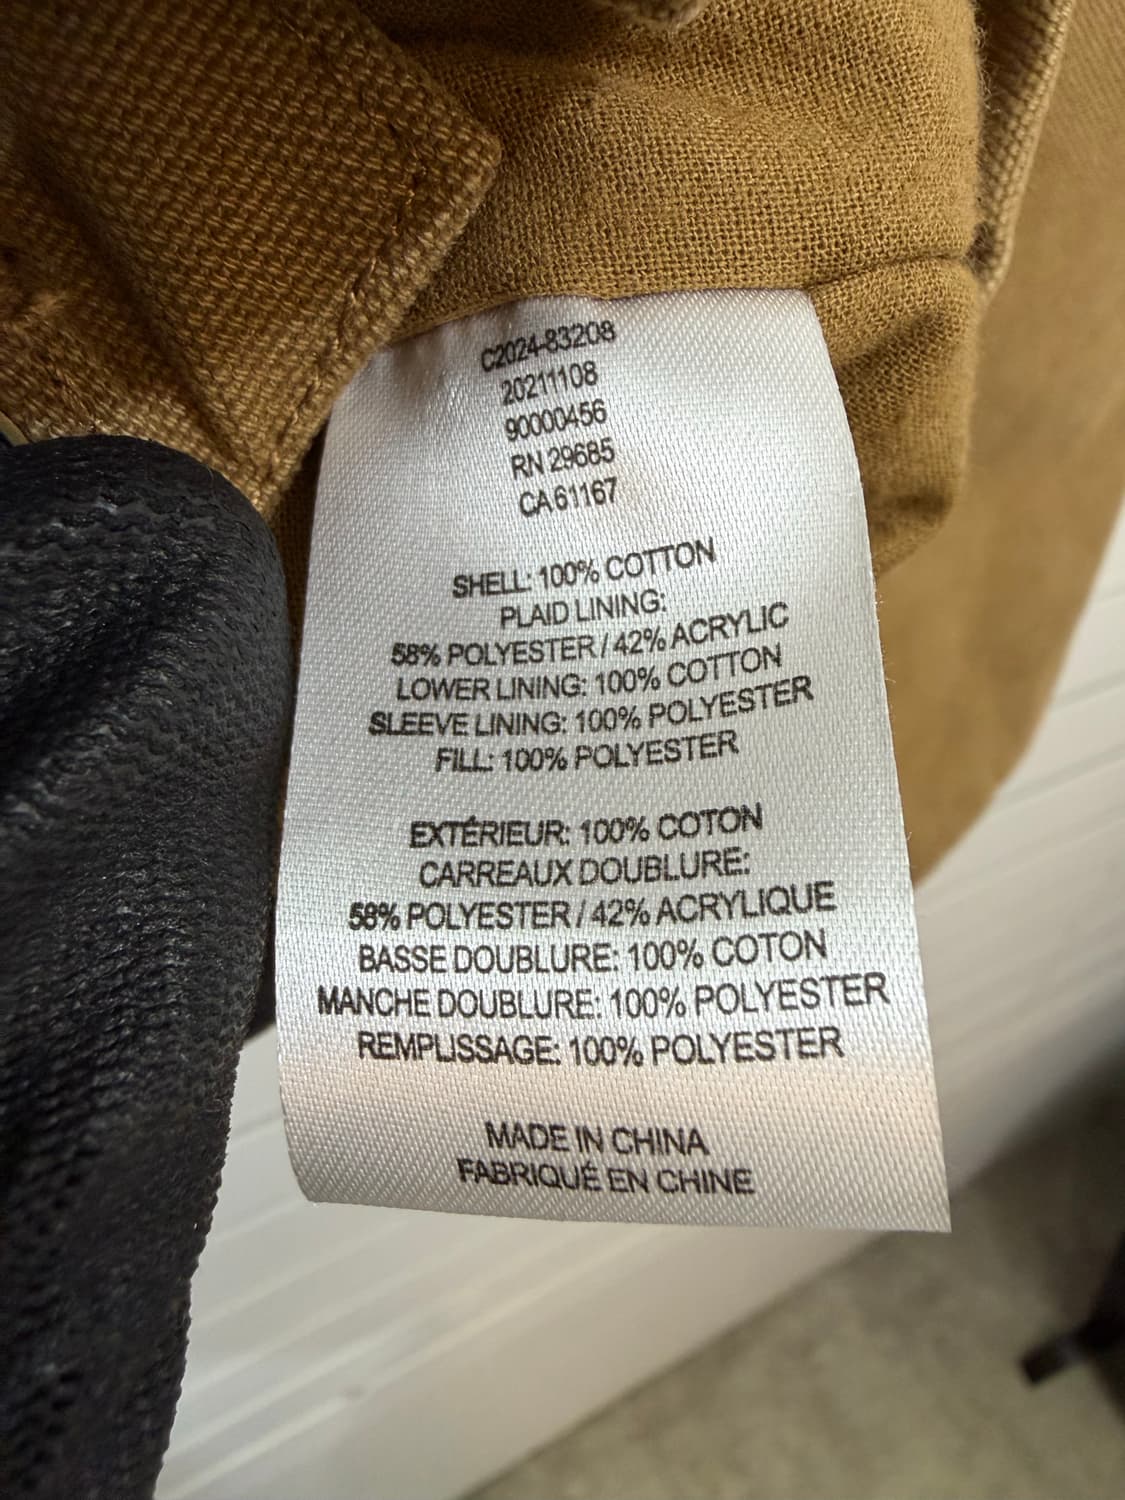 C2024-83208
20211108
90000456
RN 29685
CA 61167
SHELL: 100% COTTON
PLAID LINING:
58% POLYESTER / 42% ACRYLIC
LOWER LINING: 100% COTTON
SLEEVE LINING: 100% POLYESTER
FILL: 100% POLYESTER
EXTÉRIEUR: 100% COTON
CARREAUX DOUBLURE:
58% POLYESTER / 42% ACRYLIQUE
BASSE DOUBLURE: 100% COTON
MANCHE DOUBLURE: 100% POLYESTER
REMPLISSAGE: 100% POLYESTER
MADE IN CHINA
FABRIQUÉ EN CHINE